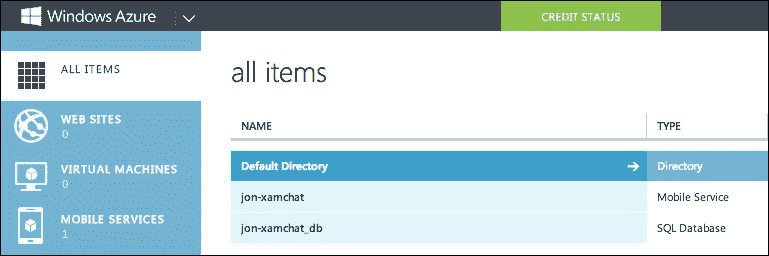 Windows Azure
CREDIT STATUS
ALL ITEMS
WEB SITES
0
VIRTUAL MACHINES
0
MOBILE SERVICES
1
all items
NAME TYPE
Default Directory Directory
jon-xamchat Mobile Service
jon-xamchat_db SQL Database